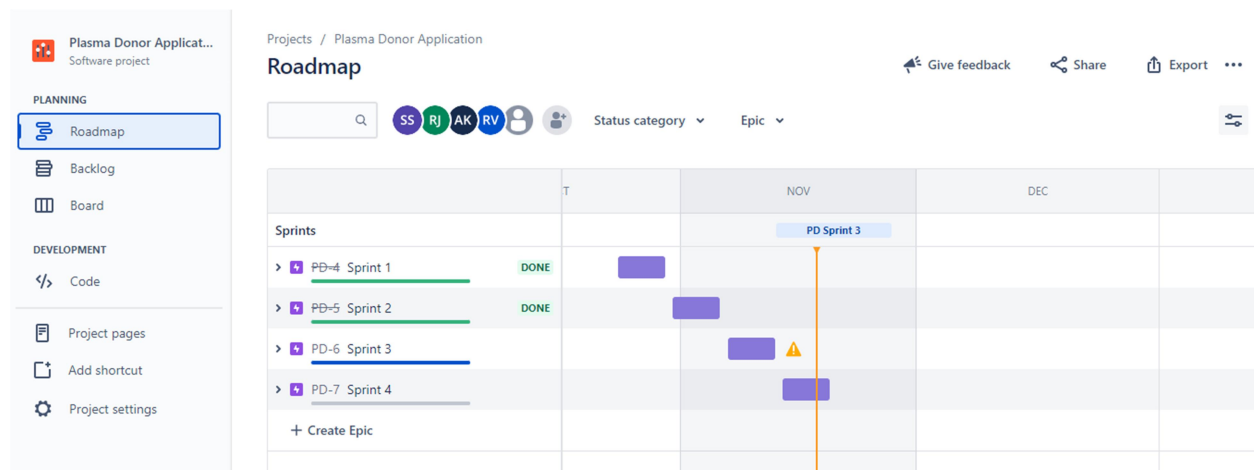 Plasma Donor Applicat...
Software project
PLANNING
Roadmap
Backlog
Board
DEVELOPMENT
Code
Project pages
Add shortcut
Project settings
Projects / Plasma Donor Application
Roadmap
Give feedback
Share
Export
SS RJ AK RV
Status category
Epic
T NOV DEC
Sprints
PD Sprint 3
PD-4 Sprint 1 DONE
PD-5 Sprint 2 DONE
PD-6 Sprint 3
PD-7 Sprint 4
+ Create Epic